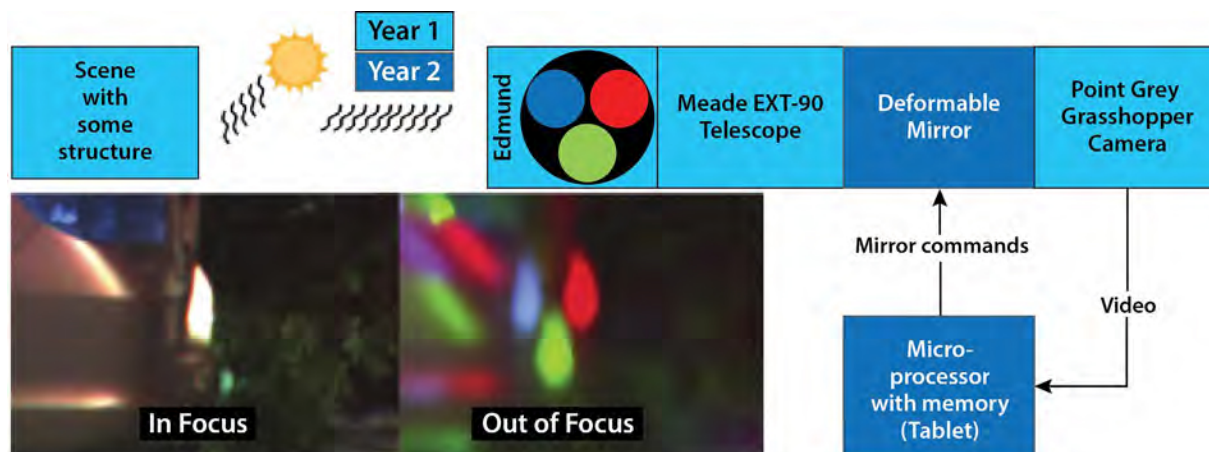 Scene
with
some
structure
Year 1
Year 2
Edmund
Meade EXT-90
Telescope
Deformable
Mirror
Point Grey
Grasshopper
Camera
Mirror commands
Video
Micro-
processor
with memory
(Tablet)
In Focus
Out of Focus